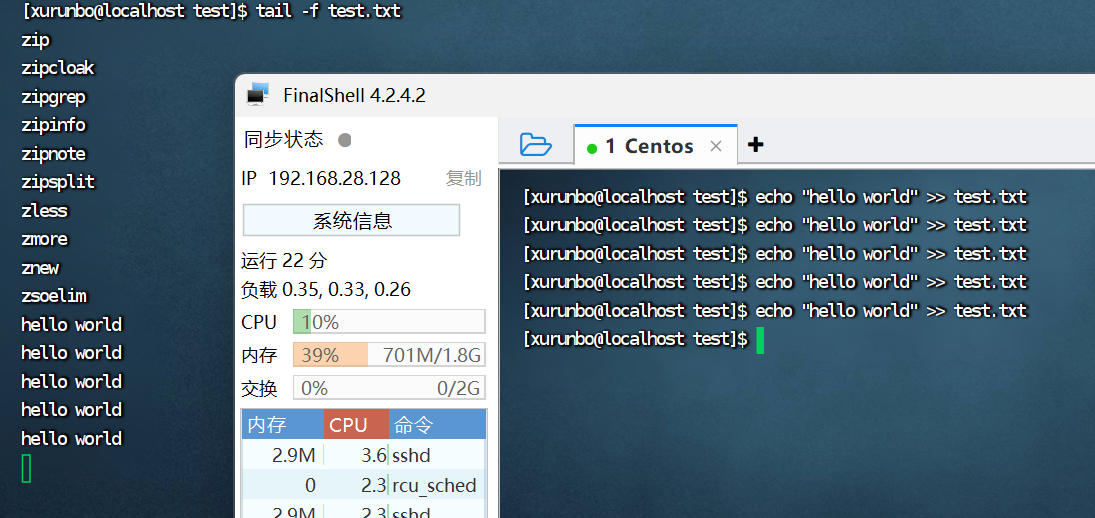 [xurunbo@localhost test]$ tail -f test.txt
zip
zipcloak
zipgrep
zipinfo
zipnote
zipsplit
zless
zmore
znew
zsoelim
hello world
hello world
hello world
hello world
hello world
FinalShell 4.2.4.2
同步状态
IP 192.168.28.128 复制
系统信息
运行 22 分
负载 0.35, 0.33, 0.26
CPU 10%
内存 39% 701M/1.8G
交换 0% 0/2G
内存 CPU 命令
2.9M 3.6 sshd
0 2.3 rcu_sched
2.9M 2.3 sshd
1 Centos × +
[xurunbo@localhost test]$ echo "hello world" >> test.txt
[xurunbo@localhost test]$ echo "hello world" >> test.txt
[xurunbo@localhost test]$ echo "hello world" >> test.txt
[xurunbo@localhost test]$ echo "hello world" >> test.txt
[xurunbo@localhost test]$ echo "hello world" >> test.txt
[xurunbo@localhost test]$